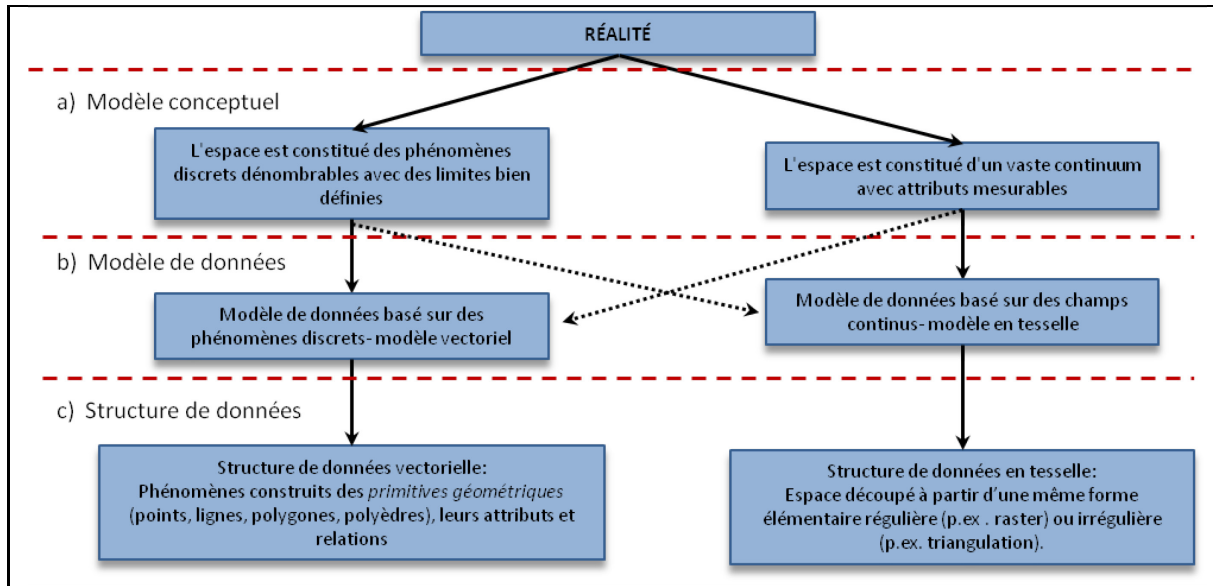 RÉALITÉ
a) Modèle conceptuel
L'espace est constitué des phénomènes
discrets dénombrables avec des limites bien
définies
L'espace est constitué d'un vaste continuum
avec attributs mesurables
b) Modèle de données
Modèle de données basé sur des
phénomènes discrets- modèle vectoriel
Modèle de données basé sur des champs
continus- modèle en tesselle
c) Structure de données
Structure de données vectorielle:
Phénomènes construits des primitives géométriques
(points, lignes, polygones, polyèdres), leurs attributs et
relations
Structure de données en tesselle:
Espace découpé à partir d'une même forme
élémentaire régulière (p.ex . raster) ou irrégulière
(p.ex. triangulation).